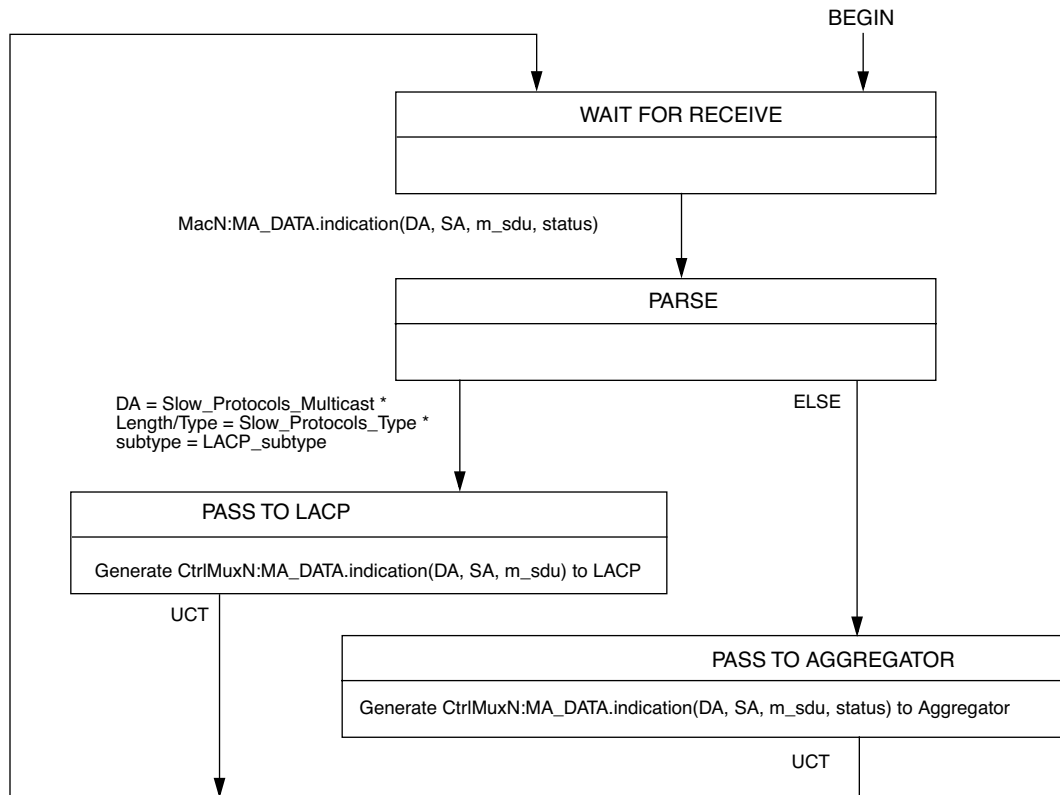 BEGIN
WAIT FOR RECEIVE
MacN:MA_DATA.indication(DA, SA, m_sdu, status)
PARSE
DA = Slow_Protocols_Multicast *
Length/Type = Slow_Protocols_Type *
subtype = LACP_subtype
ELSE
PASS TO LACP
Generate CtrlMuxN:MA_DATA.indication(DA, SA, m_sdu) to LACP
UCT
PASS TO AGGREGATOR
Generate CtrlMuxN:MA_DATA.indication(DA, SA, m_sdu, status) to Aggregator
UCT